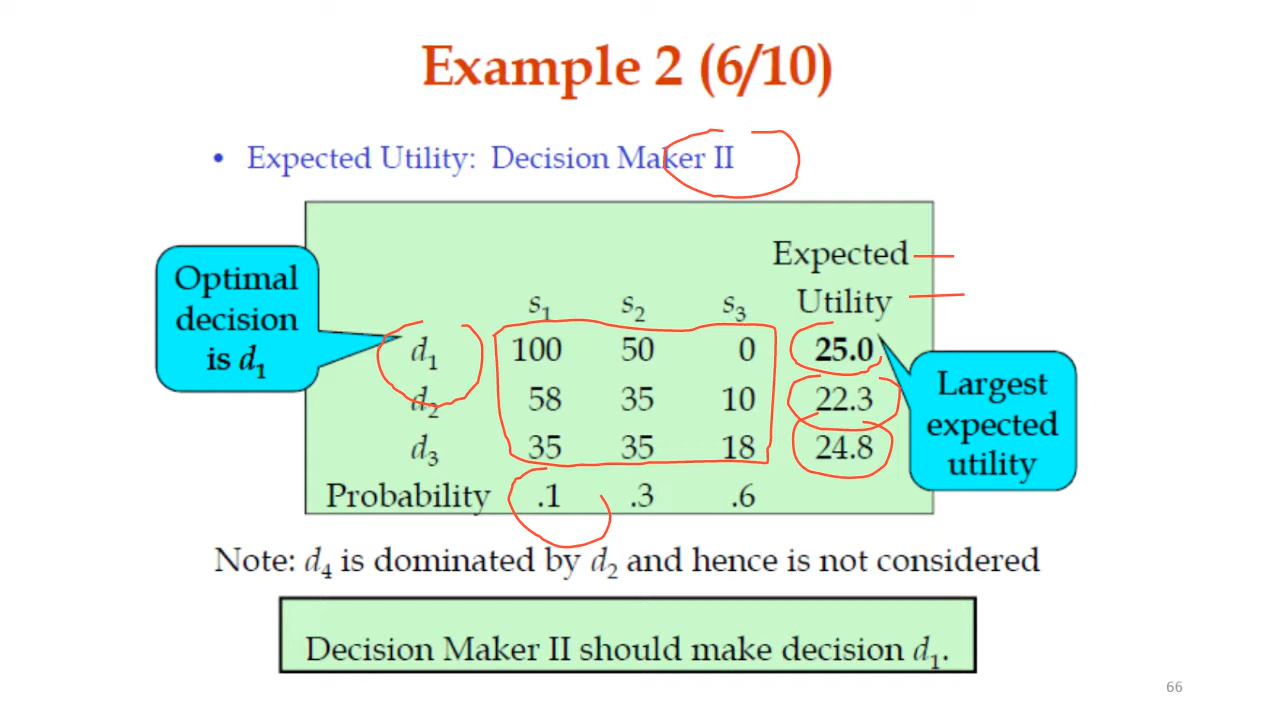 Example 2 (6/10)
• Expected Utility: Decision Maker II
Optimal
decision
is d1
Expected
s1 s2 s3 Utility
d1 100 50 0 25.0
d2 58 35 10 22.3
d3 35 35 18 24.8
Probability .1 .3 .6
Largest
expected
utility
Note: d4 is dominated by d2 and hence is not considered
Decision Maker II should make decision d1.
66